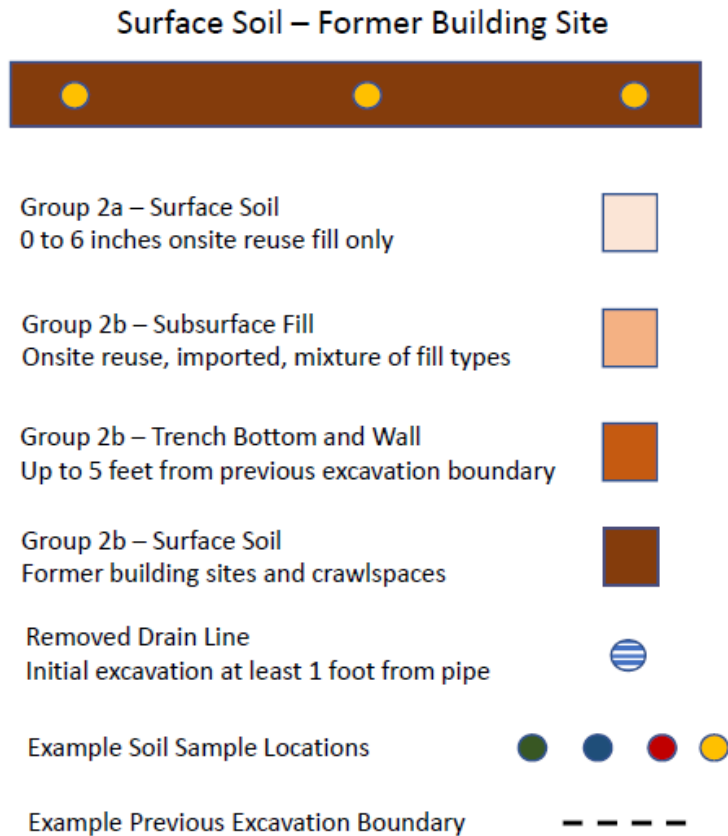 Surface Soil – Former Building Site
Group 2a – Surface Soil
0 to 6 inches onsite reuse fill only
Group 2b – Subsurface Fill
Onsite reuse, imported, mixture of fill types
Group 2b – Trench Bottom and Wall
Up to 5 feet from previous excavation boundary
Group 2b – Surface Soil
Former building sites and crawlspaces
Removed Drain Line
Initial excavation at least 1 foot from pipe
Example Soil Sample Locations
Example Previous Excavation Boundary